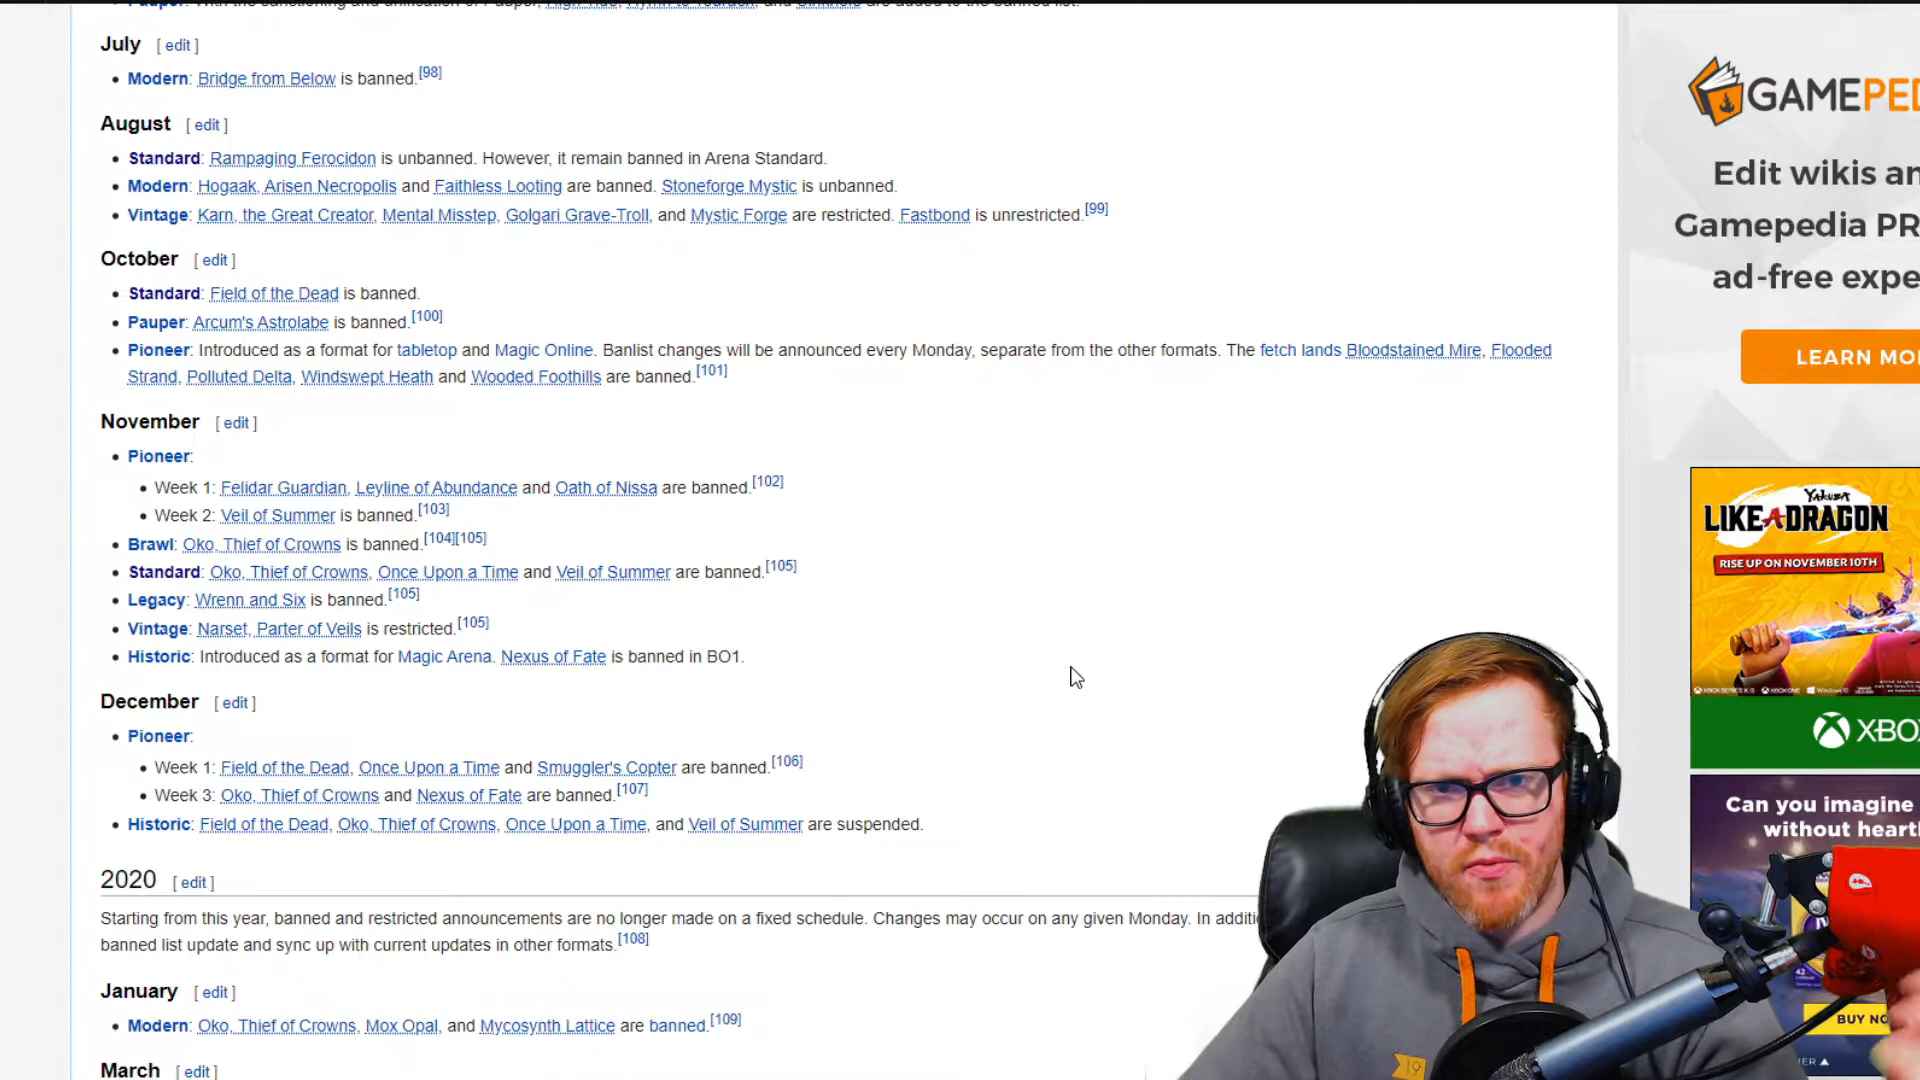 July [ edit ]
• Modern: Bridge from Below is banned.[98]
August [ edit ]
• Standard: Rampaging Ferocidon is unbanned. However, it remain banned in Arena Standard.
• Modern: Hogaak, Arisen Necropolis and Faithless Looting are banned. Stoneforge Mystic is unbanned.
• Vintage: Karn, the Great Creator, Mental Misstep, Golgari Grave-Troll, and Mystic Forge are restricted. Fastbond is unrestricted.[99]
October [ edit ]
• Standard: Field of the Dead is banned.
• Pauper: Arcum's Astrolabe is banned.[100]
• Pioneer: Introduced as a format for tabletop and Magic Online. Banlist changes will be announced every Monday, separate from the other formats. The fetch lands Bloodstained Mire, Flooded
Strand, Polluted Delta, Windswept Heath and Wooded Foothills are banned.[101]
November [ edit ]
• Pioneer:
• Week 1: Felidar Guardian, Leyline of Abundance and Oath of Nissa are banned.[102]
• Week 2: Veil of Summer is banned.[103]
• Brawl: Oko, Thief of Crowns is banned.[104][105]
• Standard: Oko, Thief of Crowns, Once Upon a Time and Veil of Summer are banned.[105]
• Legacy: Wrenn and Six is banned.[105]
• Vintage: Narset, Parter of Veils is restricted.[105]
• Historic: Introduced as a format for Magic Arena. Nexus of Fate is banned in BO1.
December [ edit ]
• Pioneer:
• Week 1: Field of the Dead, Once Upon a Time and Smuggler's Copter are banned.[106]
• Week 3: Oko, Thief of Crowns and Nexus of Fate are banned.[107]
• Historic: Field of the Dead, Oko, Thief of Crowns, Once Upon a Time, and Veil of Summer are suspended.
2020 [ edit ]
Starting from this year, banned and restricted announcements are no longer made on a fixed schedule. Changes may occur on any given Monday. In additi
banned list update and sync up with current updates in other formats.[108]
January [ edit ]
• Modern: Oko, Thief of Crowns, Mox Opal, and Mycosynth Lattice are banned.[109]
March [ edit ]
GAMEPED
Edit wikis an
Gamepedia PR
ad-free expe
LEARN MO
YAKUZA
LIKE A DRAGON
RISE UP ON NOVEMBER 10TH
XBO
Can you imagine
without heart
BUY NO
19